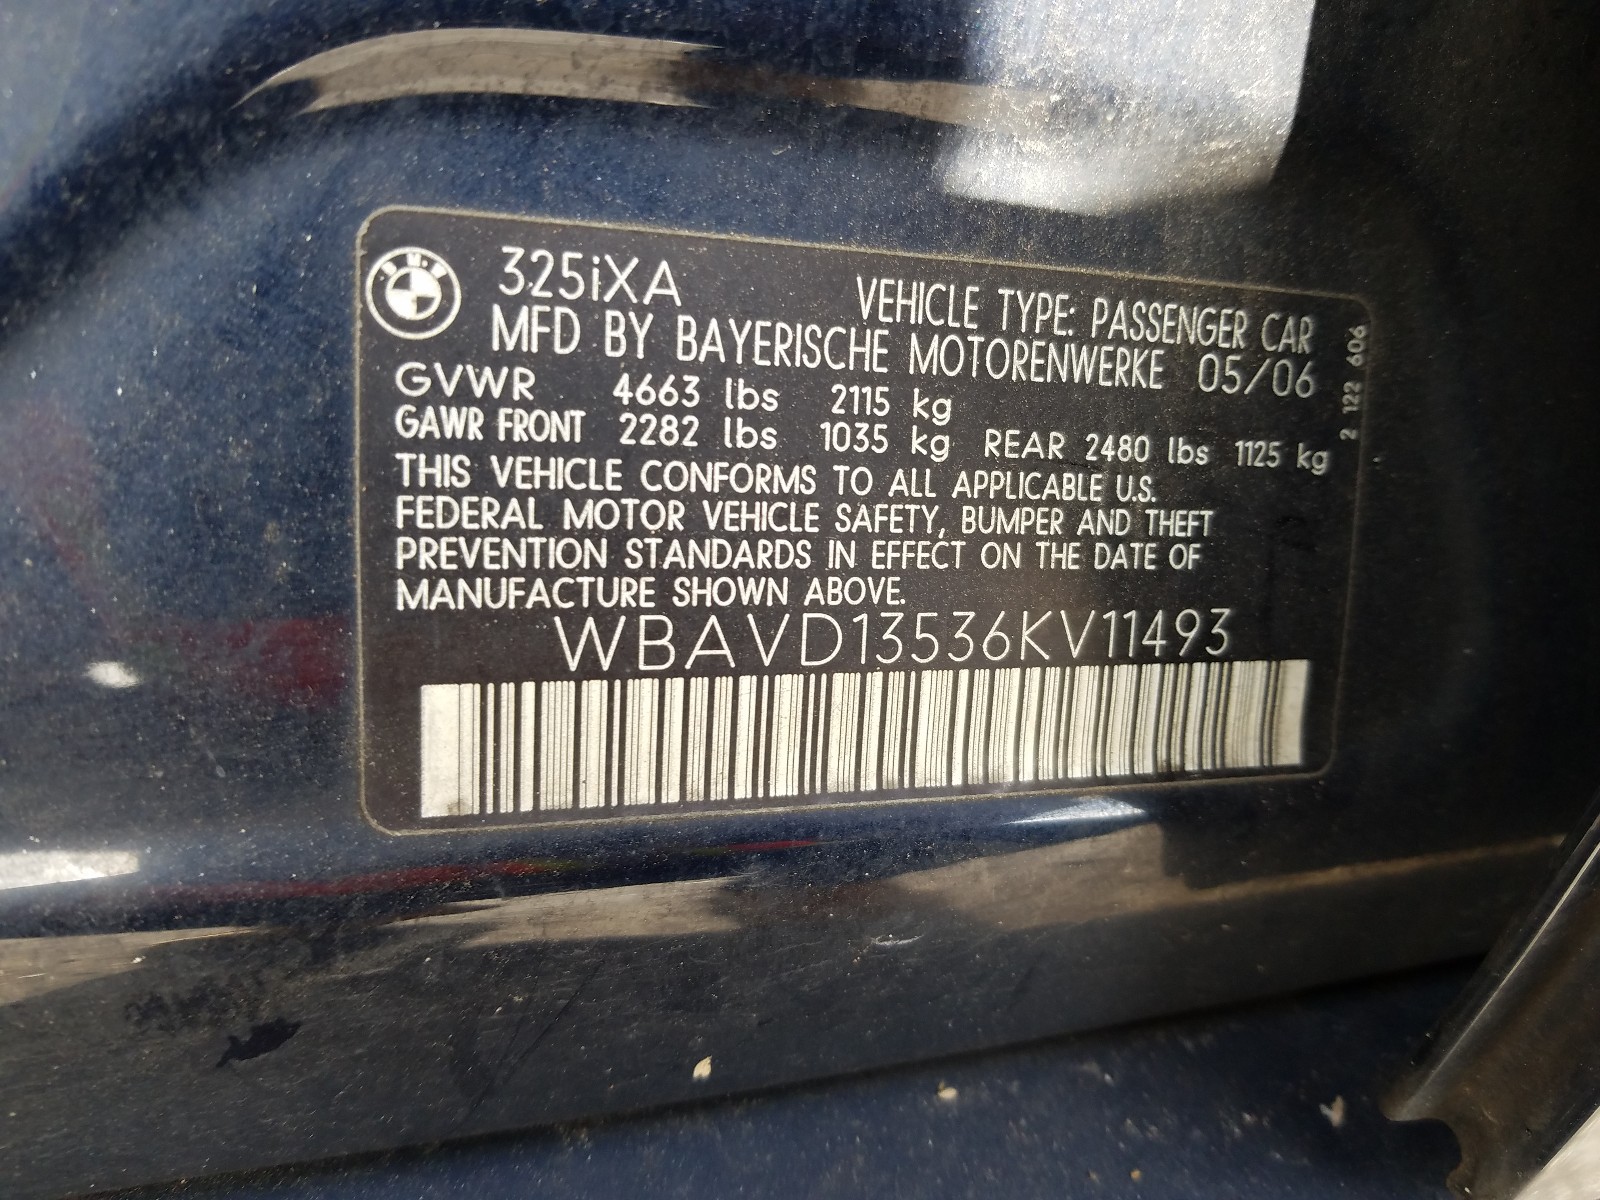 BMW
325iXA
VEHICLE TYPE: PASSENGER CAR
MFD BY BAYERISCHE MOTORENWERKE 05/06
GVWR 4663 lbs 2115 kg
GAWR FRONT 2282 lbs 1035 kg REAR 2480 lbs 1125 kg
THIS VEHICLE CONFORMS TO ALL APPLICABLE U.S.
FEDERAL MOTOR VEHICLE SAFETY, BUMPER AND THEFT
PREVENTION STANDARDS IN EFFECT ON THE DATE OF
MANUFACTURE SHOWN ABOVE.
WBAVD13536KV11493
2 122 606